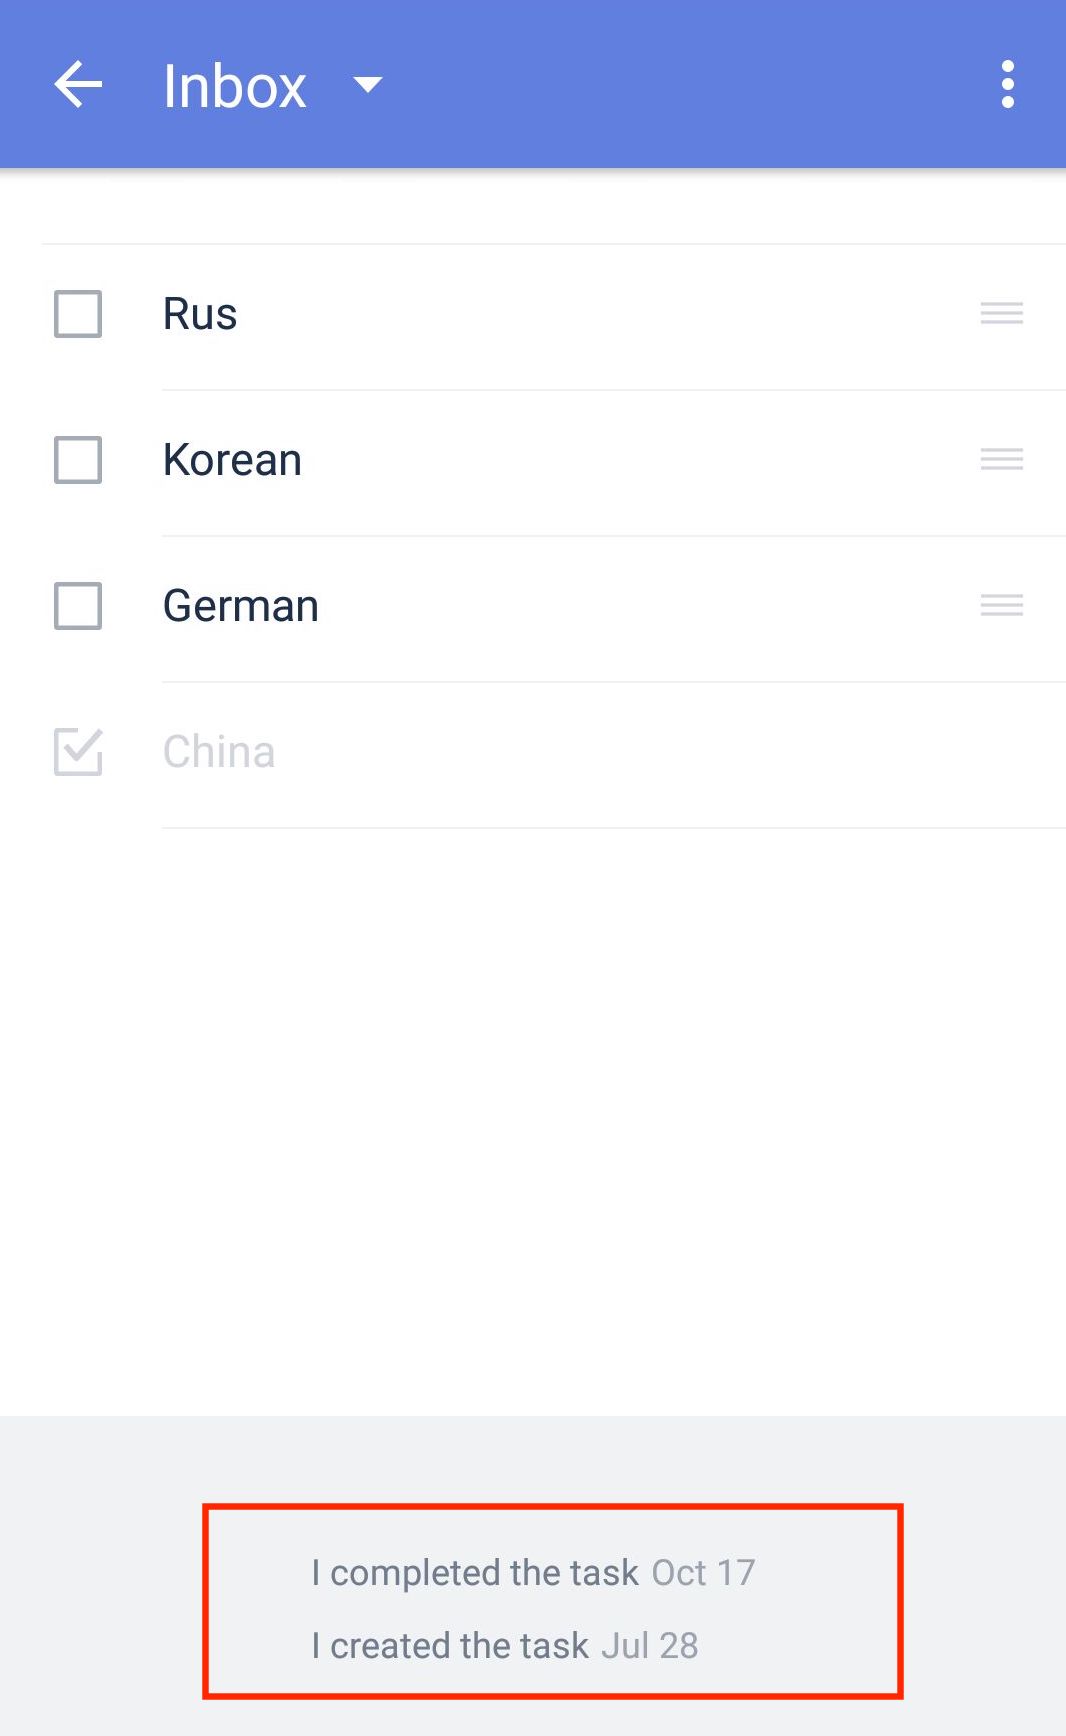 Inbox
Rus
Korean
German
China
I completed the task Oct 17
I created the task Jul 28